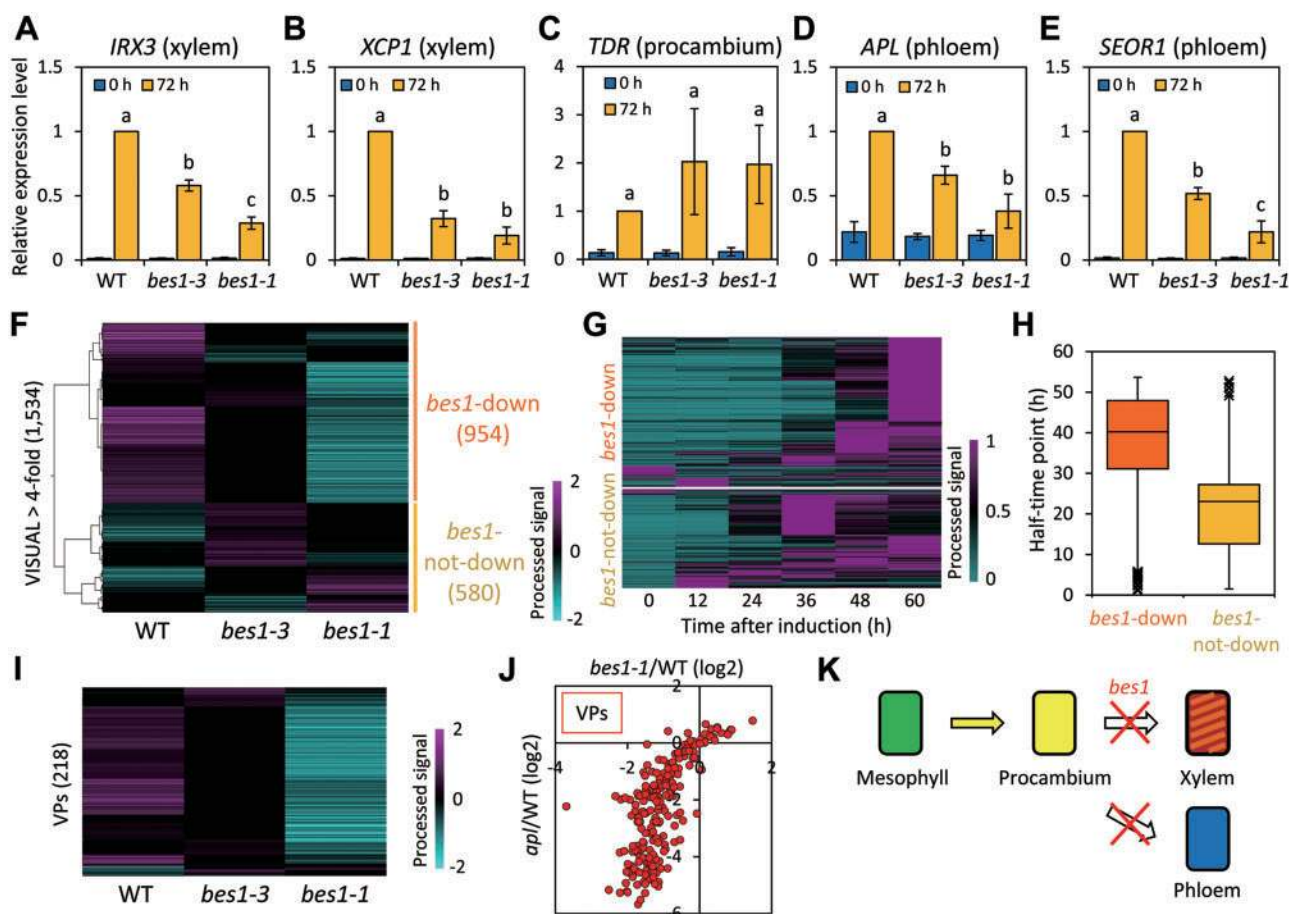 A
IRX3 (xylem)
Relative expression level
1.5
1
0.5
0
0 h
72 h
a
b
c
WT
bes1-3
bes1-1
B
XCP1 (xylem)
1.5
1
0.5
0
0 h
72 h
a
b
b
WT
bes1-3
bes1-1
C
TDR (procambium)
4
3
2
1
0
0 h
72 h
a
a
a
WT
bes1-3
bes1-1
D
APL (phloem)
1.5
1
0.5
0
0 h
72 h
a
b
b
WT
bes1-3
bes1-1
E
SEOR1 (phloem)
1.5
1
0.5
0
0 h
72 h
a
b
c
WT
bes1-3
bes1-1
F
VISUAL > 4-fold (1,534)
bes1-down
(954)
bes1-
not-down
(580)
WT
bes1-3
bes1-1
Processed signal
2
0
-2
G
bes1-down
bes1-not-down
0
12
24
36
48
60
Time after induction (h)
Processed signal
1
0.5
0
H
Half-time point (h)
60
50
40
30
20
10
0
bes1-down
bes1-
not-down
I
VPs (218)
WT
bes1-3
bes1-1
Processed signal
2
0
-2
J
bes1-1/WT (log2)
VPs
apl/WT (log2)
2
0
-4
-2
0
2
-2
-4
-6
K
bes1
Mesophyll
Procambium
Xylem
Phloem